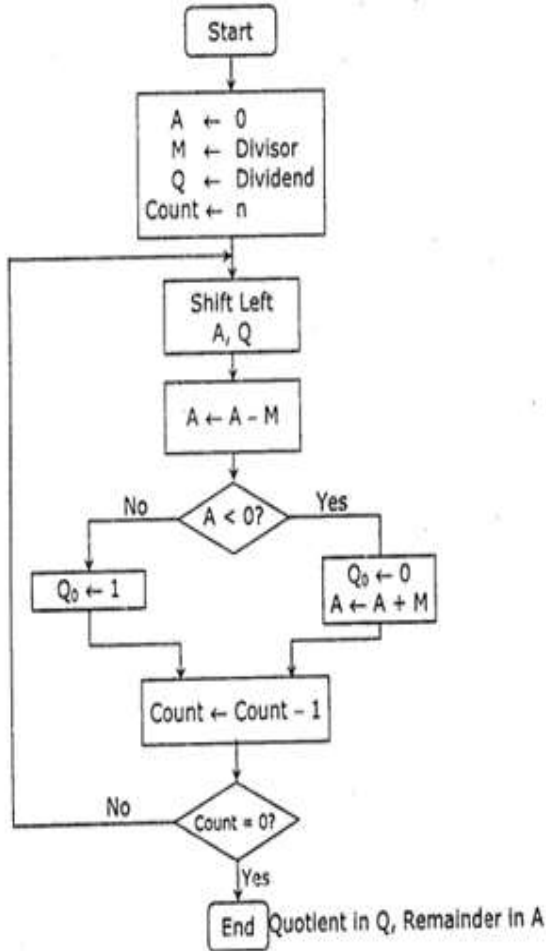 Start
A ← 0
M ← Divisor
Q ← Dividend
Count ← n
Shift Left
A, Q
A ← A – M
No
A < 0?
Yes
Q₀ ← 1
Q₀ ← 0
A ← A + M
Count ← Count – 1
No
Count = 0?
Yes
End
Quotient in Q, Remainder in A